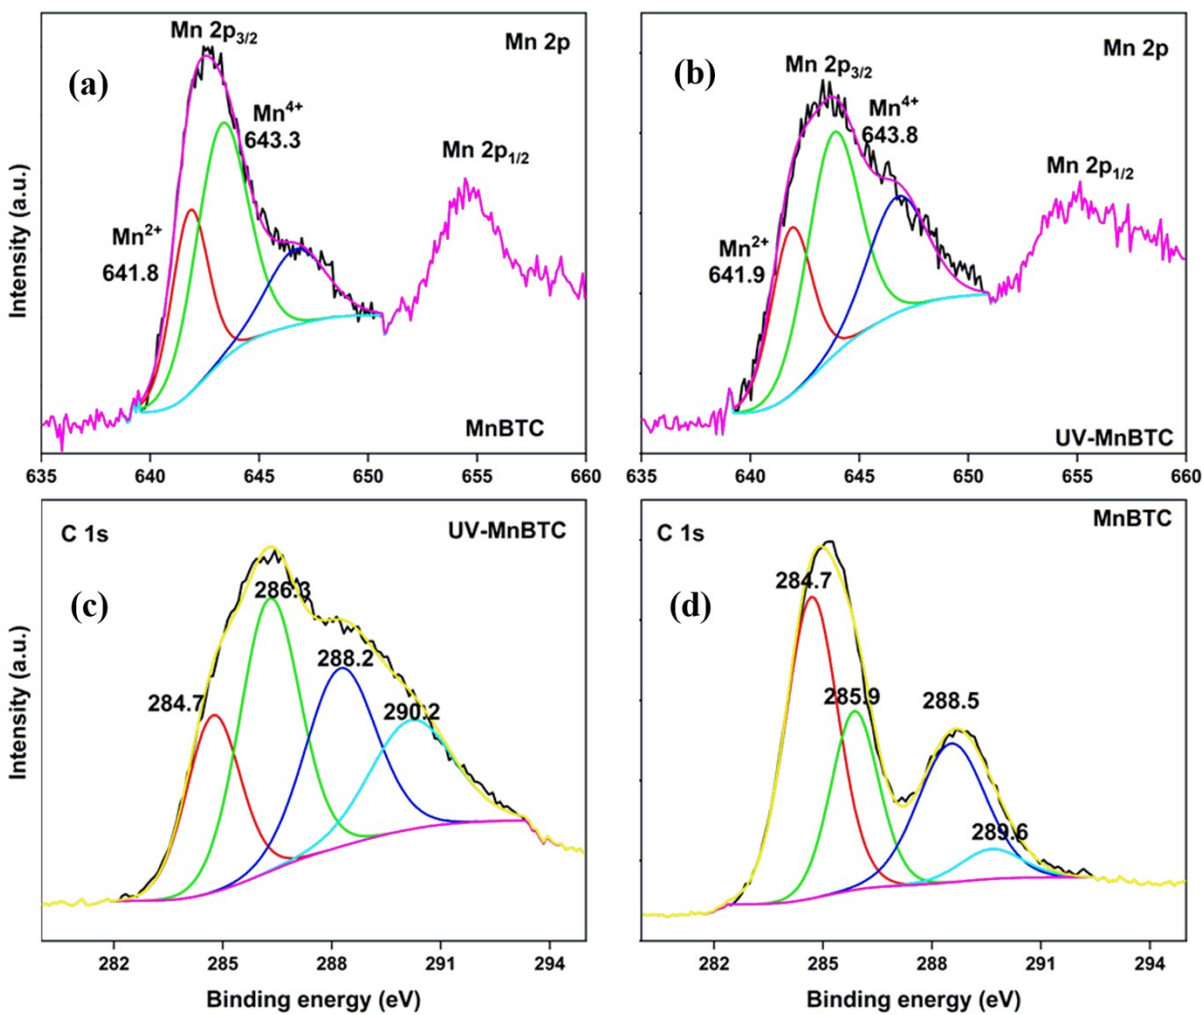 Mn 2p3/2
Mn 2p
(a)
Mn4+
643.3
Mn 2p1/2
Mn2+
641.8
MnBTC
635 640 645 650 655 660
Intensity (a.u.)
Mn 2p
(b)
Mn 2p3/2
Mn4+
643.8
Mn 2p1/2
Mn2+
641.9
UV-MnBTC
635 640 645 650 655 660
C 1s
UV-MnBTC
(c)
286.3
288.2
284.7
290.2
282 285 288 291 294
Intensity (a.u.)
Binding energy (eV)
C 1s
MnBTC
(d)
284.7
285.9
288.5
289.6
282 285 288 291 294
Binding energy (eV)